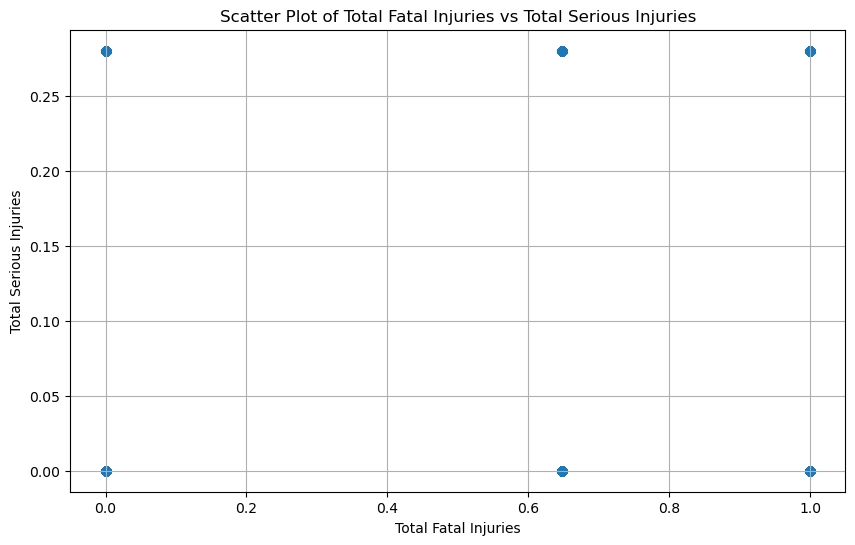 Scatter Plot of Total Fatal Injuries vs Total Serious Injuries
0.25
0.20
0.15
0.10
0.05
0.00
Total Serious Injuries
0.0 0.2 0.4 0.6 0.8 1.0
Total Fatal Injuries